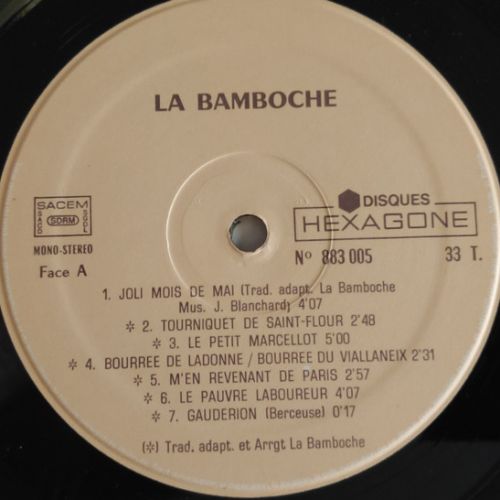 LA BAMBOCHE
SACEM
SACD SDRM SGDL
MONO-STEREO
Face A
DISQUES
HEXAGONE
Nº 883 005 33 T.
1. JOLI MOIS DE MAI (Trad. adapt. La Bamboche
Mus. J. Blanchard) 4'07
* 2. TOURNIQUET DE SAINT-FLOUR 2'48
* 3. LE PETIT MARCELLOT 5'00
* 4. BOURREE DE LADONNE / BOURREE DU VIALLANEIX 2'31
* 5. M'EN REVENANT DE PARIS 2'57
* 6. LE PAUVRE LABOUREUR 4'07
* 7. GAUDERION (Berceuse) 0'17
(*) Trad. adapt. et Arrgt La Bamboche